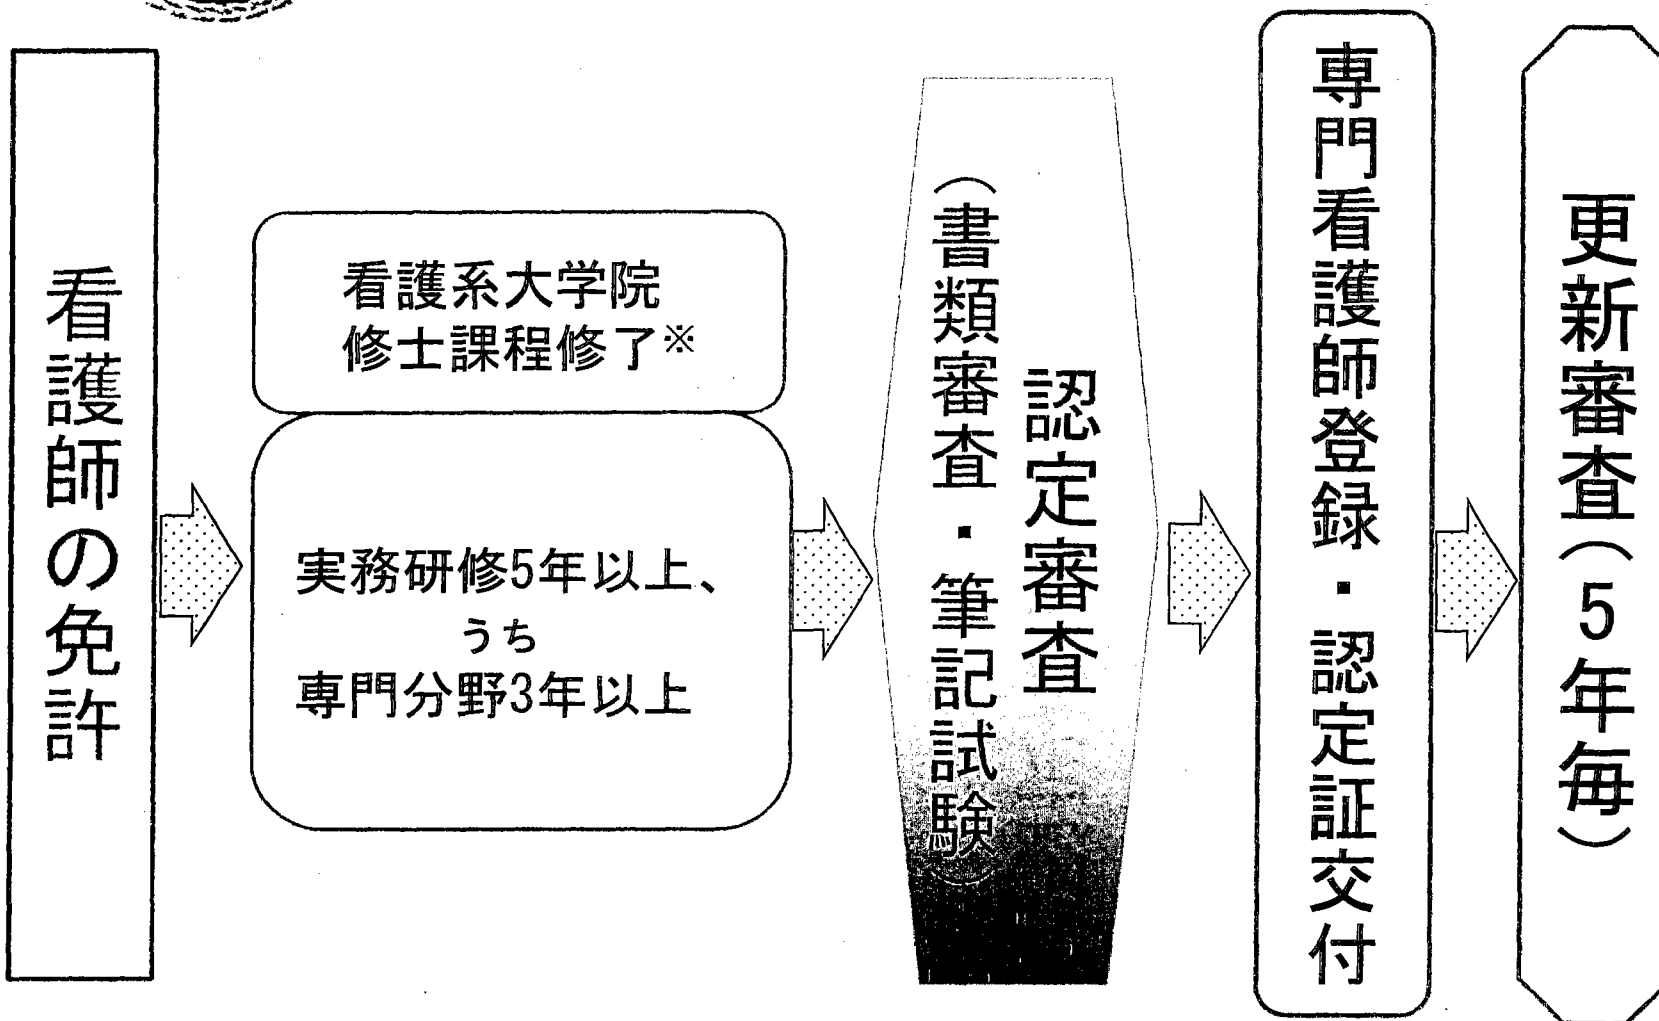 看護師の免許
看護系大学院
修士課程修了※
実務研修5年以上、
うち
専門分野3年以上
認定審査
(書類審査・筆記試験)
専門看護師登録・認定証交付
更新審査(5年毎)